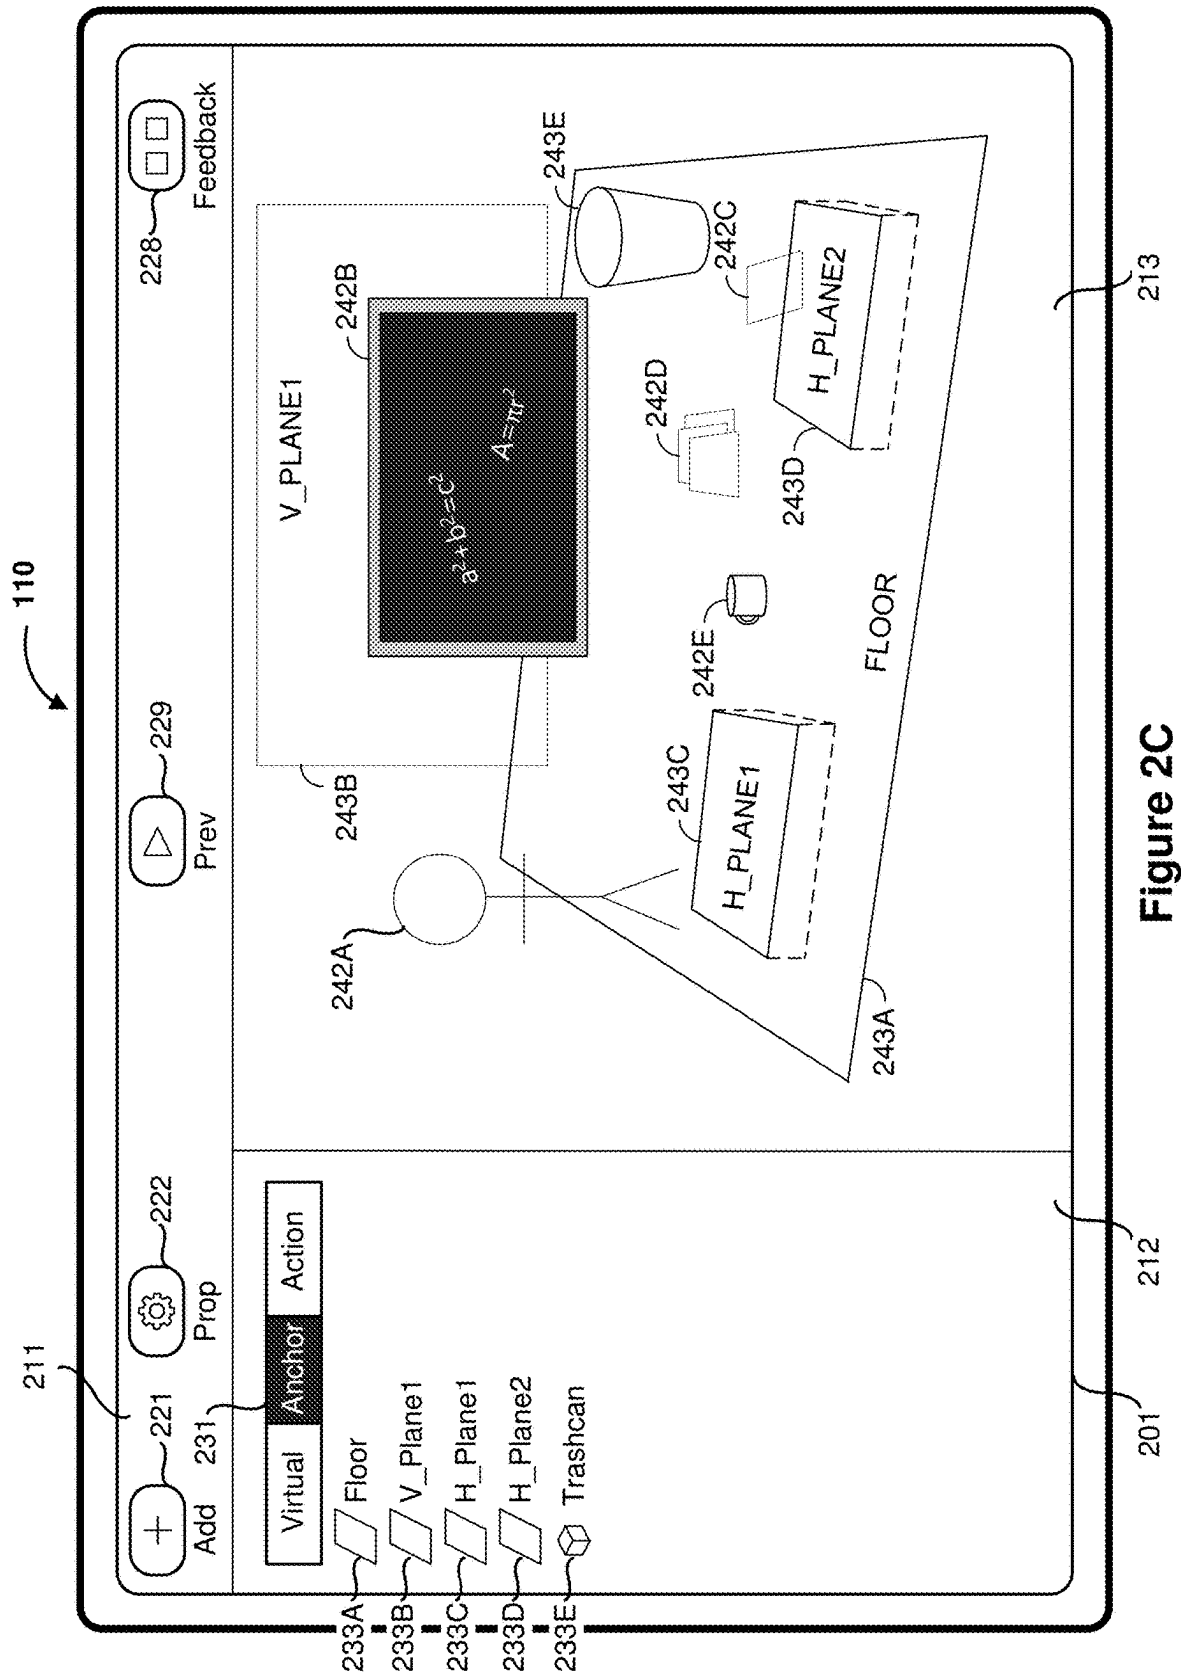 110
211
221
222
229
228
Add
Prop
Prev
Feedback
231
Virtual Anchor Action
233A Floor
233B V_Plane1
233C H_Plane1
233D H_Plane2
233E Trashcan
V_PLANE1
243B
242A
242B
a²+b²=c²
A=πr²
243E
242D
242C
242E
243C
H_PLANE1
243D
H_PLANE2
FLOOR
243A
201
212
213
Figure 2C